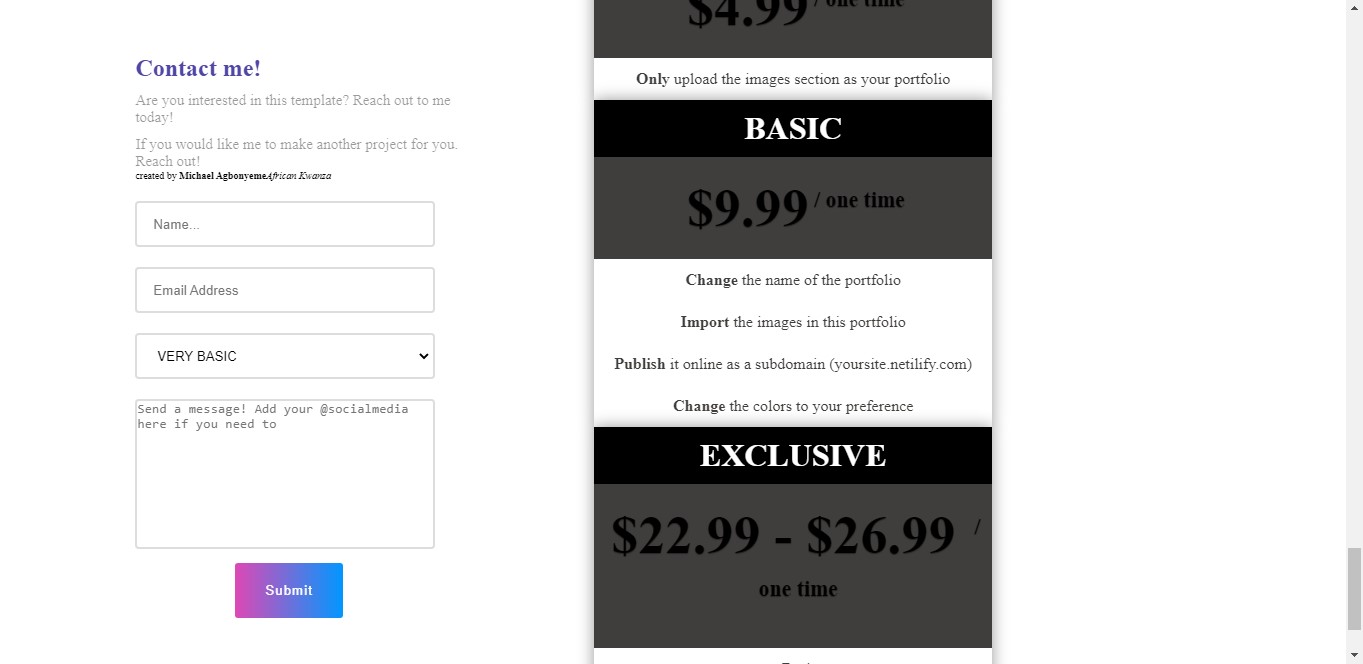 Contact me!
Are you interested in this template? Reach out to me
today!
If you would like me to make another project for you.
Reach out!
created by Michael AgbonyemeAfrican Kwanza
Name...
Email Address
VERY BASIC
Send a message! Add your @socialmedia
here if you need to
Submit
$4.99 / one time
Only upload the images section as your portfolio
BASIC
$9.99 / one time
Change the name of the portfolio
Import the images in this portfolio
Publish it online as a subdomain (yoursite.netilify.com)
Change the colors to your preference
EXCLUSIVE
$22.99 - $26.99 /
one time